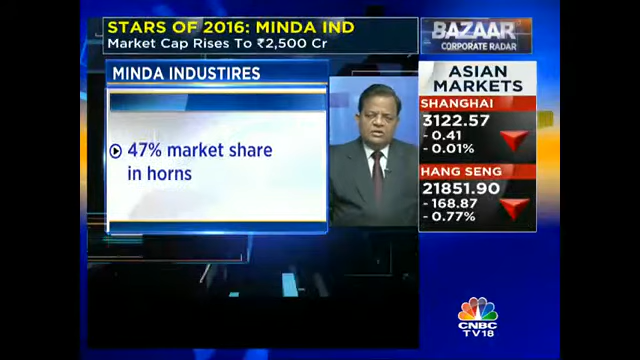 STARS OF 2016: MINDA IND
Market Cap Rises To ₹2,500 Cr
BAZAAR
CORPORATE RADAR
MINDA INDUSTIRES
47% market share
in horns
ASIAN
MARKETS
SHANGHAI
3122.57
- 0.41
- 0.01%
HANG SENG
21851.90
- 168.87
- 0.77%
CNBC
TV18